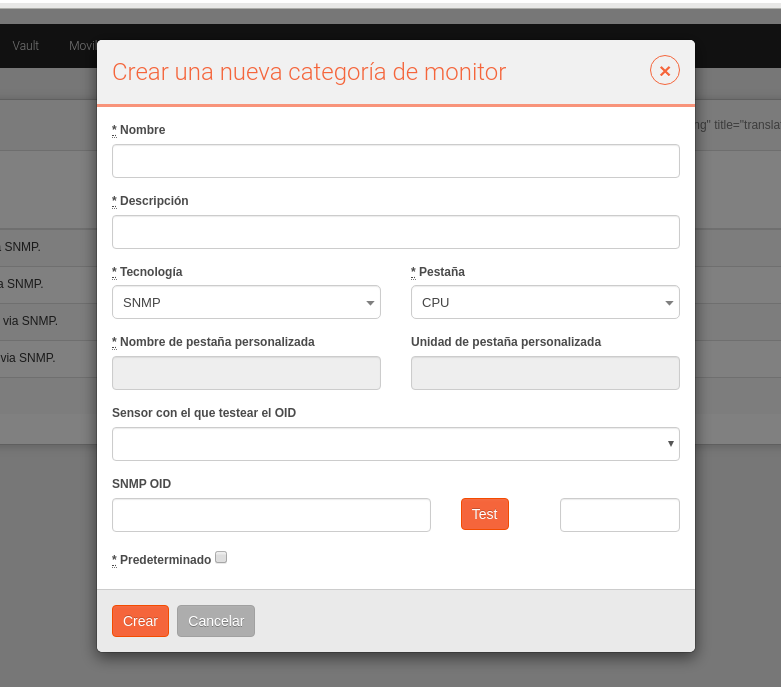 Vault
Crear una nueva categoría de monitor
ng" title="transla
* Nombre
* Descripción
SNMP.
* Tecnología
* Pestaña
SNMP.
SNMP
CPU
via SNMP.
* Nombre de pestaña personalizada
Unidad de pestaña personalizada
via SNMP.
Sensor con el que testear el OID
SNMP OID
Test
* Predeterminado
Crear
Cancelar